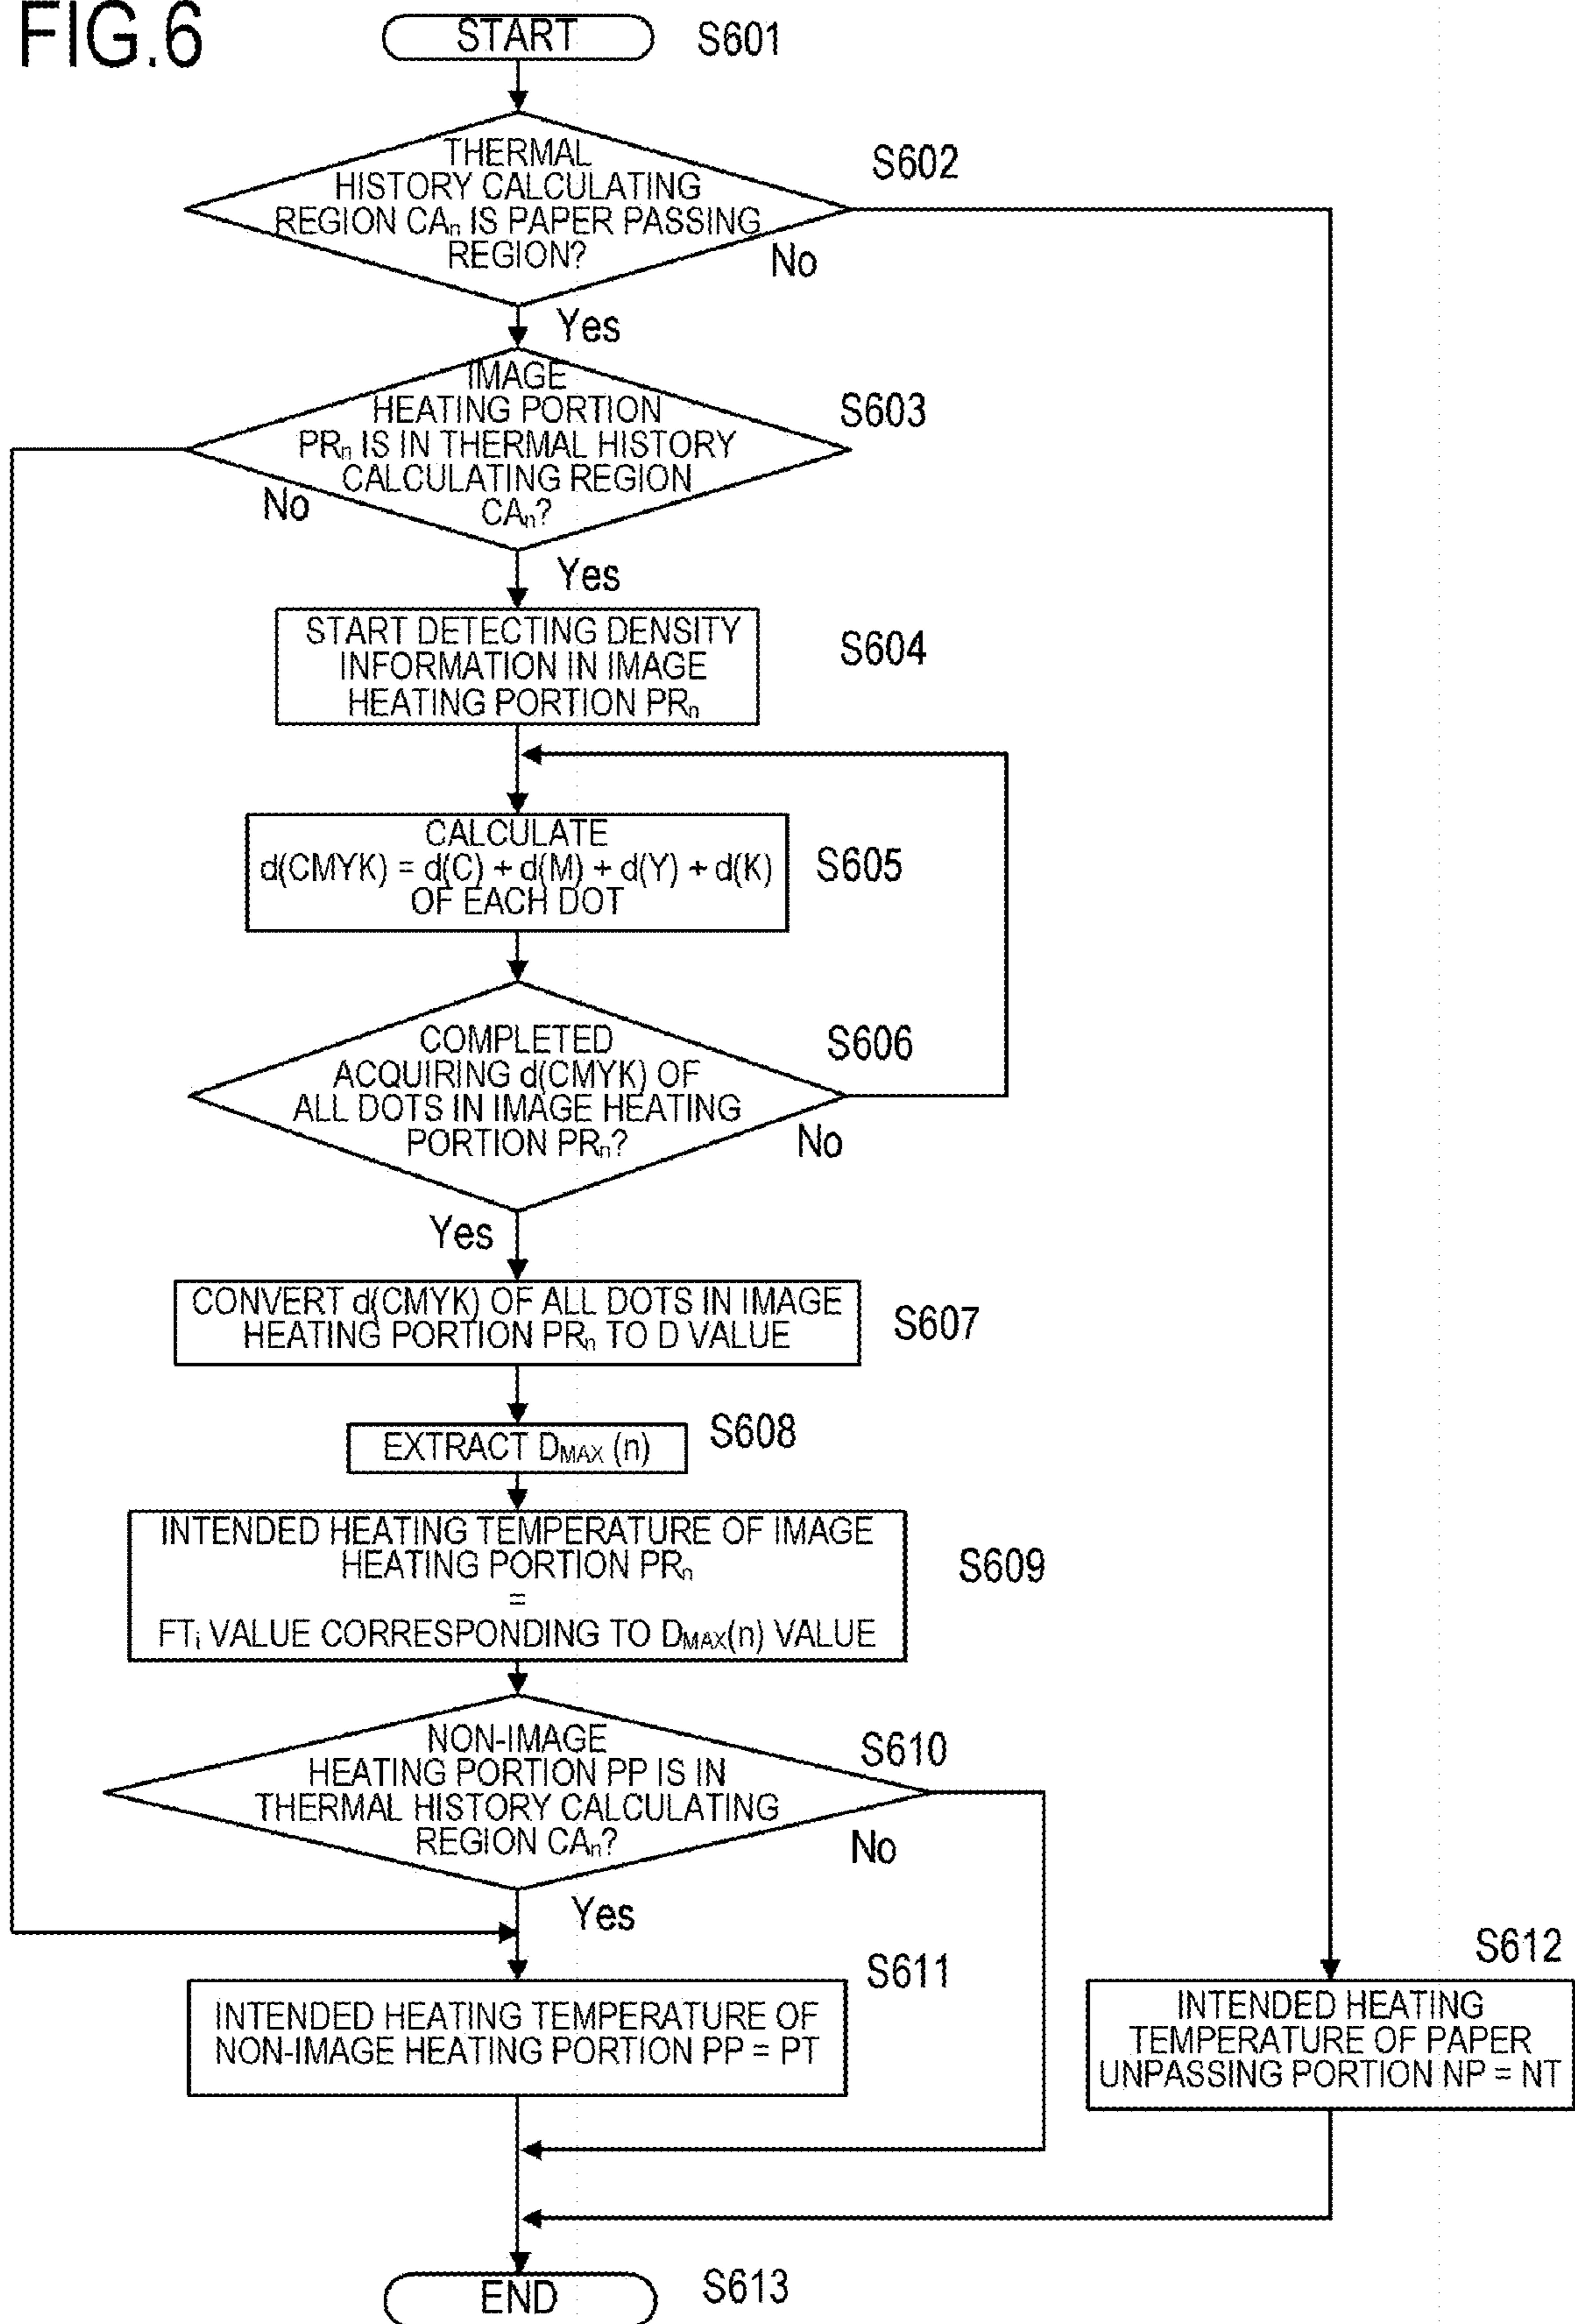 FIG.6
START
S601
THERMAL
HISTORY CALCULATING
REGION CAn IS PAPER PASSING
REGION?
S602
No
Yes
IMAGE
HEATING PORTION
PRn IS IN THERMAL HISTORY
CALCULATING REGION
CAn?
S603
No
Yes
START DETECTING DENSITY
INFORMATION IN IMAGE
HEATING PORTION PRn
S604
CALCULATE
d(CMYK) = d(C) + d(M) + d(Y) + d(K)
OF EACH DOT
S605
COMPLETED
ACQUIRING d(CMYK) OF
ALL DOTS IN IMAGE HEATING
PORTION PRn?
S606
No
Yes
CONVERT d(CMYK) OF ALL DOTS IN IMAGE
HEATING PORTION PRn TO D VALUE
S607
EXTRACT DMAX (n)
S608
INTENDED HEATING TEMPERATURE OF IMAGE
HEATING PORTION PRn
=
FTi VALUE CORRESPONDING TO DMAX(n) VALUE
S609
NON-IMAGE
HEATING PORTION PP IS IN
THERMAL HISTORY CALCULATING
REGION CAn?
S610
No
Yes
INTENDED HEATING TEMPERATURE OF
NON-IMAGE HEATING PORTION PP = PT
S611
S612
INTENDED HEATING
TEMPERATURE OF PAPER
UNPASSING PORTION NP = NT
END
S613